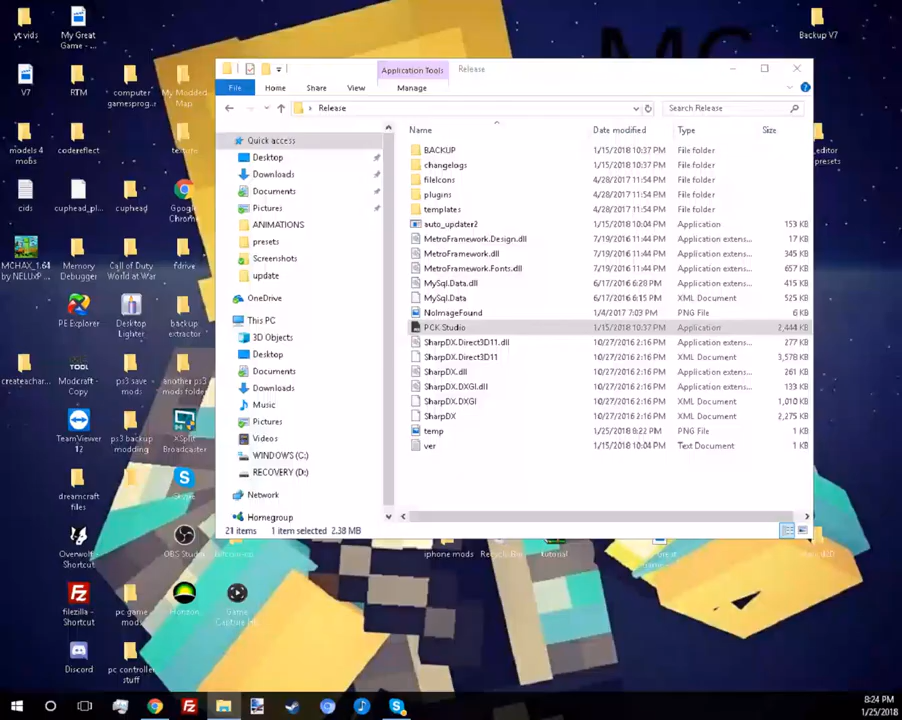 yt vids
My Great
Game - ...
Backup V7
MC
Application Tools
Release
File
Home
Share
View
Manage
Release
Search Release
Quick access
Desktop
Downloads
Documents
Pictures
ANIMATIONS
presets
Screenshots
update
OneDrive
This PC
3D Objects
Desktop
Documents
Downloads
Music
Pictures
Videos
WINDOWS (C:)
RECOVERY (D:)
Network
Homegroup
Name
Date modified
Type
Size
BACKUP 1/15/2018 10:37 PM File folder
changelogs 1/15/2018 10:37 PM File folder
fileIcons 4/28/2017 11:54 PM File folder
plugins 4/28/2017 11:54 PM File folder
templates 4/28/2017 11:54 PM File folder
auto_updater2 1/15/2018 10:04 PM Application 153 KB
MetroFramework.Design.dll 7/19/2016 11:44 PM Application extens... 17 KB
MetroFramework.dll 7/19/2016 11:44 PM Application extens... 345 KB
MetroFramework.Fonts.dll 7/19/2016 11:44 PM Application extens... 657 KB
MySql.Data.dll 6/17/2016 6:28 PM Application extens... 415 KB
MySql.Data 6/17/2016 6:15 PM XML Document 525 KB
NoImageFound 1/4/2017 7:03 PM PNG File 6 KB
PCK Studio 1/15/2018 10:37 PM Application 2,444 KB
SharpDX.Direct3D11.dll 10/27/2016 2:16 PM Application extens... 277 KB
SharpDX.Direct3D11 10/27/2016 2:16 PM XML Document 3,578 KB
SharpDX.dll 10/27/2016 2:16 PM Application extens... 261 KB
SharpDX.DXGI.dll 10/27/2016 2:16 PM Application extens... 133 KB
SharpDX.DXGI 10/27/2016 2:16 PM XML Document 1,010 KB
SharpDX 10/27/2016 2:16 PM XML Document 2,275 KB
temp 1/15/2018 8:22 PM PNG File 1 KB
ver 1/15/2018 10:04 PM Text Document 1 KB
21 items 1 item selected 2.38 MB
V7
RTM
computer
gamesprog...
My Modded
Map
models 4
mobs
codereflect
texture
editor
presets
cids
cuphead_pl...
cuphead
Google
Chrome
MCHAX_1.64
by NELUxP...
Memory
Debugger
Call of Duty
World at War
fdrive
PE Explorer
Desktop
Lighter
backup
extractor
createachar...
TOOL
Modcraft -
Copy
ps3 save
mods
another ps3
mods folder
TeamViewer
12
ps3 backup
modding
XSplit
Broadcaster
dreamcraft
files
Skype
Overwolf -
Shortcut
OBS Studio
iphone mods
Recycle Bin
tutorial
filezilla -
Shortcut
pc game
mods
Horizon
Game
Capture H...
Discord
pc controller
stuff
8:24 PM
1/25/2018